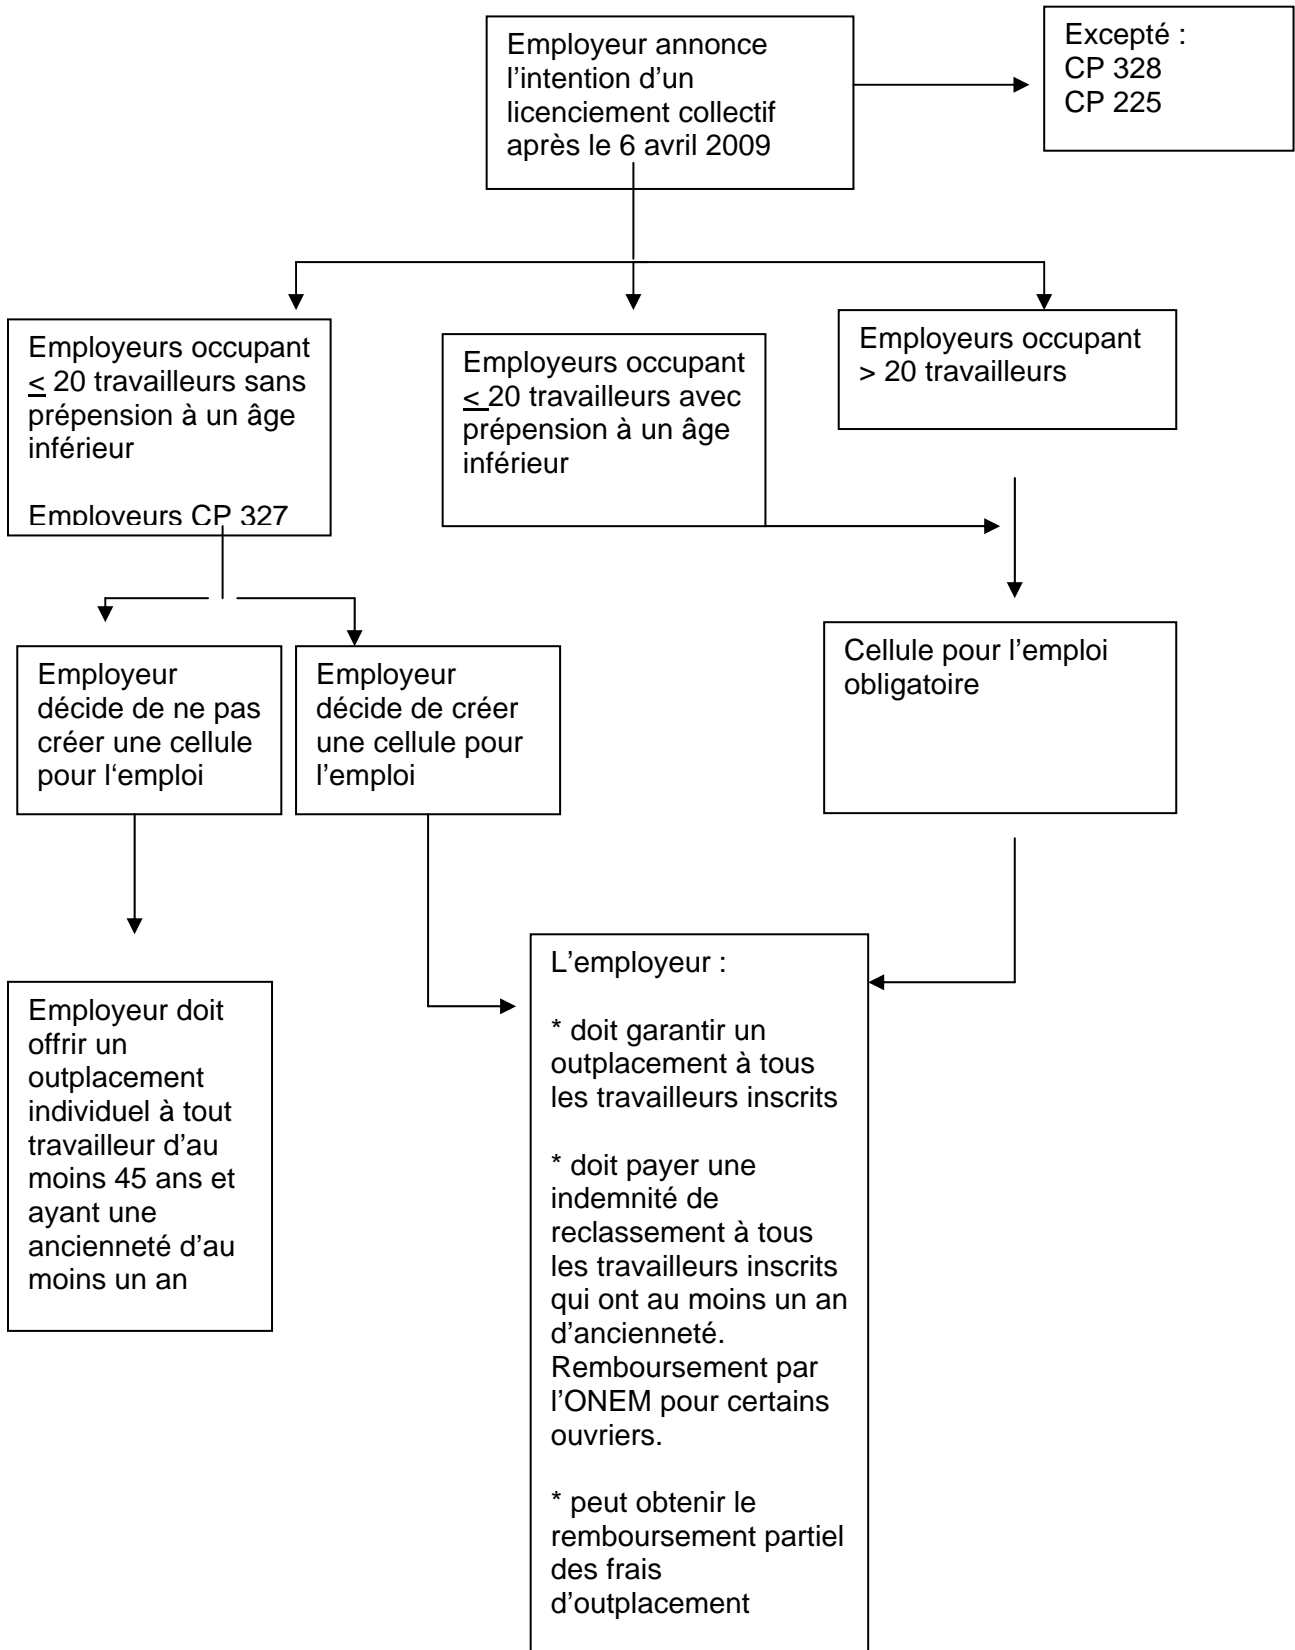 Employeur annonce
l’intention d’un
licenciement collectif
après le 6 avril 2009
Excepté :
CP 328
CP 225
Employeurs occupant
< 20 travailleurs sans
prépension à un âge
inférieur
Employeurs CP 327
Employeurs occupant
< 20 travailleurs avec
prépension à un âge
inférieur
Employeurs occupant
> 20 travailleurs
Employeur
décide de ne pas
créer une cellule
pour l‘emploi
Employeur
décide de créer
une cellule pour
l’emploi
Cellule pour l’emploi
obligatoire
Employeur doit
offrir un
outplacement
individuel à tout
travailleur d’au
moins 45 ans et
ayant une
ancienneté d’au
moins un an
L’employeur :
* doit garantir un
outplacement à tous
les travailleurs inscrits
* doit payer une
indemnité de
reclassement à tous
les travailleurs inscrits
qui ont au moins un an
d’ancienneté.
Remboursement par
l’ONEM pour certains
ouvriers.
* peut obtenir le
remboursement partiel
des frais
d’outplacement